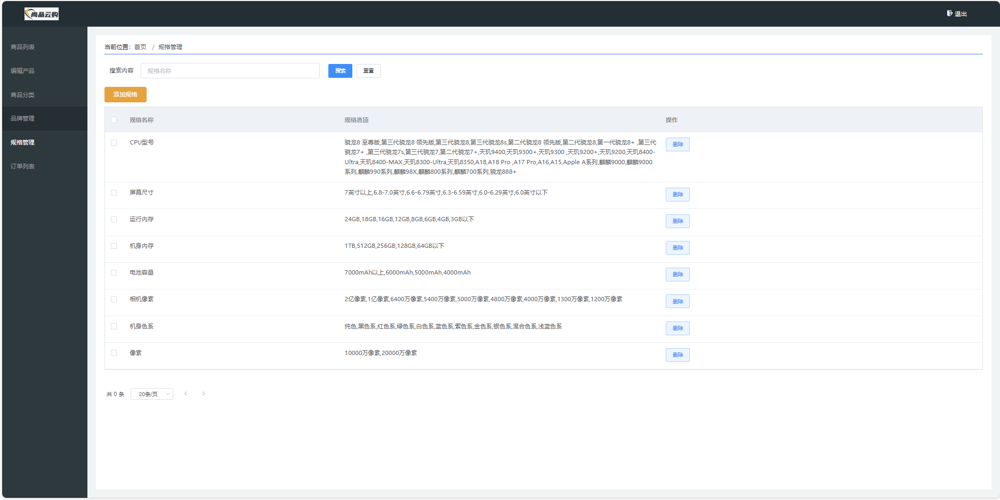 尚品云购
退出
商品列表
编辑产品
商品分类
品牌管理
规格管理
订单列表
当前位置：首页 / 规格管理
搜索内容 规格名称 搜索 重置
添加规格
规格名称 规格选项 操作
CPU型号
骁龙8 至尊版,第三代骁龙8 领先版,第三代骁龙8,第三代骁龙8s,第二代骁龙8 领先版,第二代骁龙8,第一代骁龙8+ ,第三代
骁龙7+ ,第三代骁龙7s,第三代骁龙7,第二代骁龙7+,天玑9400,天玑9300+,天玑9300 ,天玑9200+,天玑9200,天玑8400-
Ultra,天玑8400-MAX,天玑8300-Ultra,天玑8350,A18,A18 Pro ,A17 Pro,A16,A15,Apple A系列,麒麟9000,麒麟9000
系列,麒麟990系列,麒麟98X,麒麟800系列,麒麟700系列,骁龙888+
删除
屏幕尺寸 7英寸以上,6.8-7.0英寸,6.6-6.79英寸,6.3-6.59英寸,6.0-6.29英寸,6.0英寸以下 删除
运行内存 24GB,18GB,16GB,12GB,8GB,6GB,4GB,3GB以下 删除
机身内存 1TB,512GB,256GB,128GB,64GB以下 删除
电池容量 7000mAh以上,6000mAh,5000mAh,4000mAh 删除
相机像素 2亿像素,1亿像素,6400万像素,5400万像素,5000万像素,4800万像素,4000万像素,1300万像素,1200万像素 删除
机身色系 纯色,黑色系,红色系,绿色系,白色系,蓝色系,紫色系,金色系,银色系,混合色系,浅蓝色系 删除
像素 10000万像素,20000万像素 删除
共 0 条 20条/页